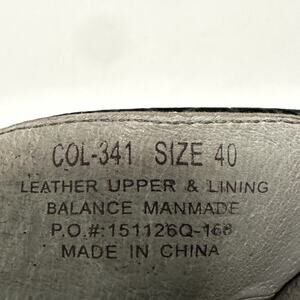 COL-341 SIZE 40
LEATHER UPPER & LINING
BALANCE MANMADE
P.O.#:151126Q-168
MADE IN CHINA